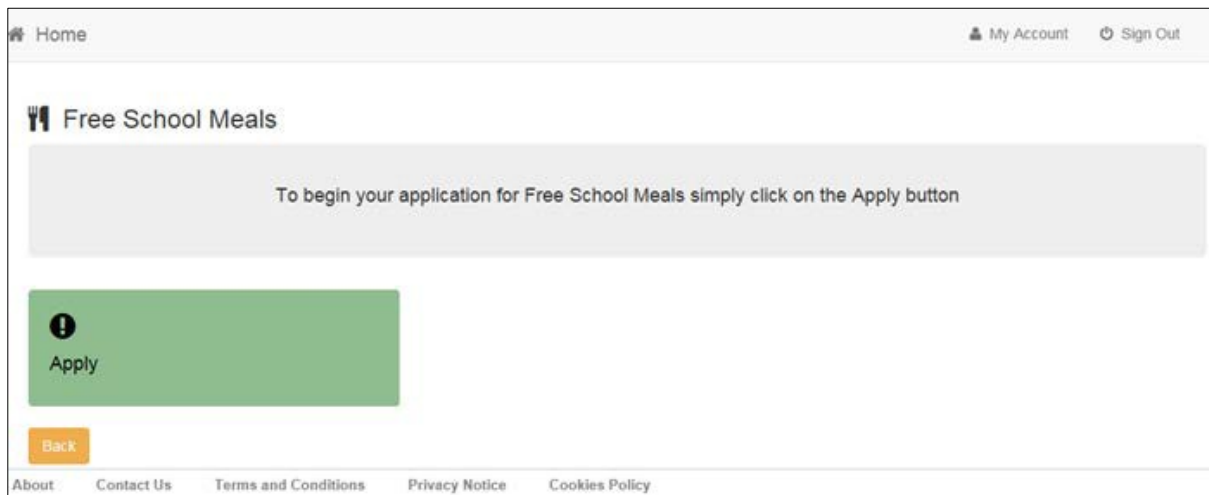 Home My Account Sign Out
Free School Meals
To begin your application for Free School Meals simply click on the Apply button
Apply
Back
About Contact Us Terms and Conditions Privacy Notice Cookies Policy